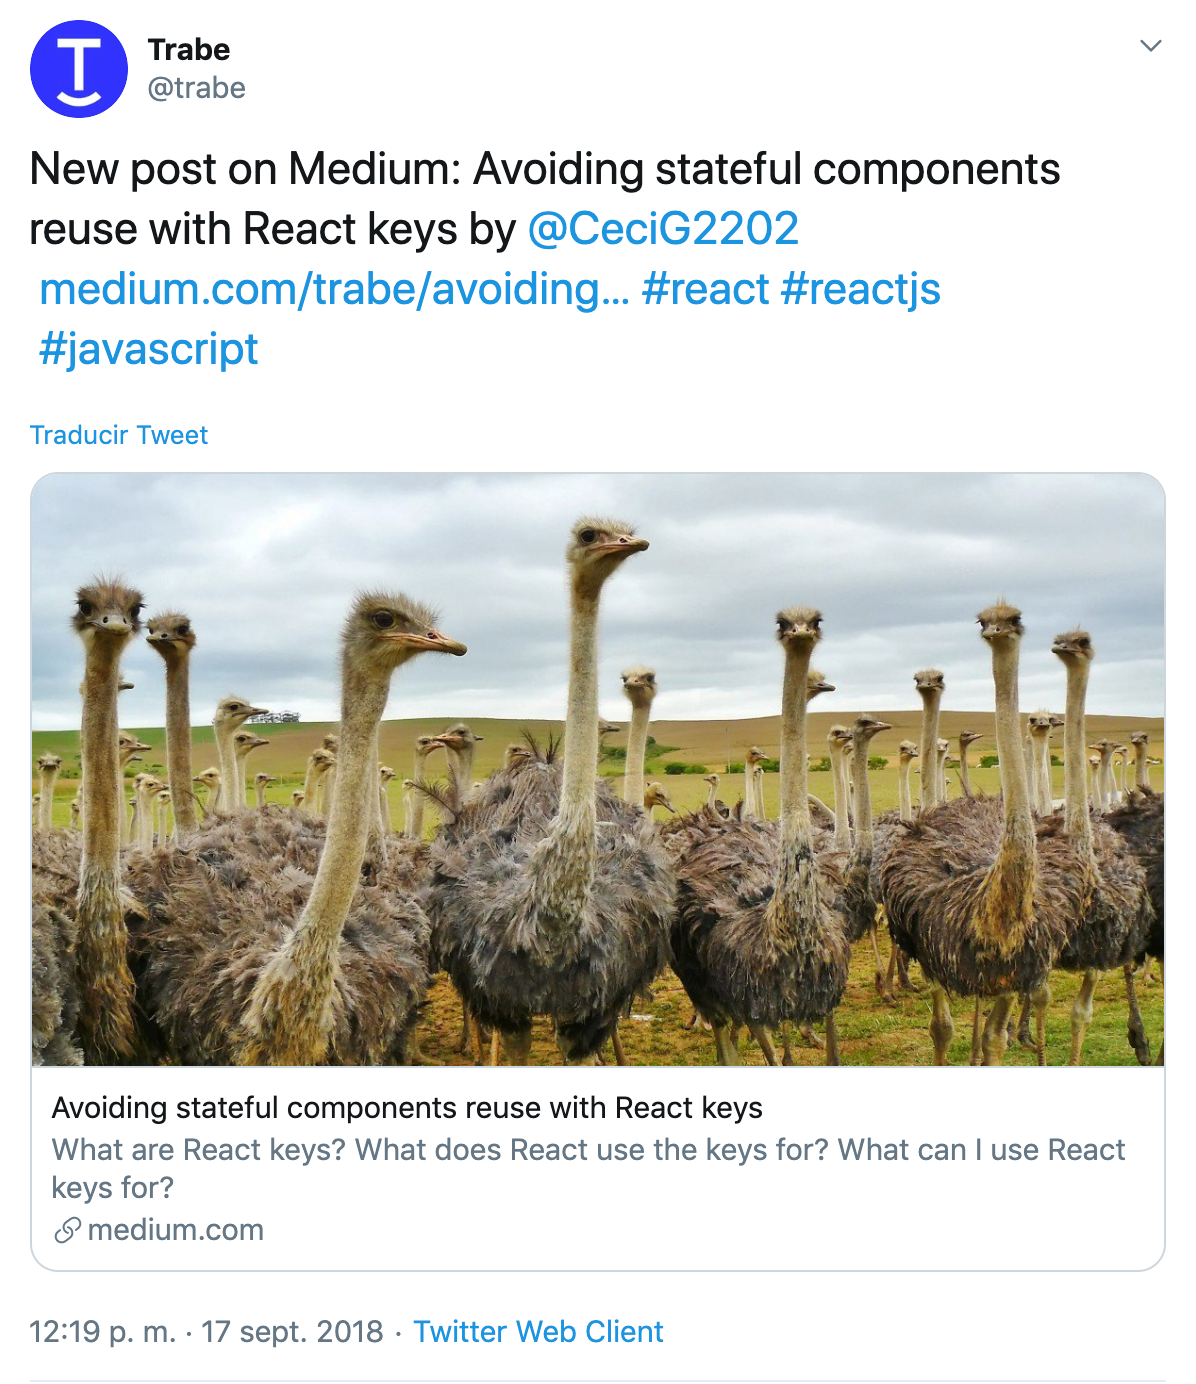 Trabe
@trabe
New post on Medium: Avoiding stateful components
reuse with React keys by @CeciG2202
medium.com/trabe/avoiding... #react #reactjs
#javascript
Traducir Tweet
Avoiding stateful components reuse with React keys
What are React keys? What does React use the keys for? What can I use React
keys for?
medium.com
12:19 p. m. · 17 sept. 2018 · Twitter Web Client